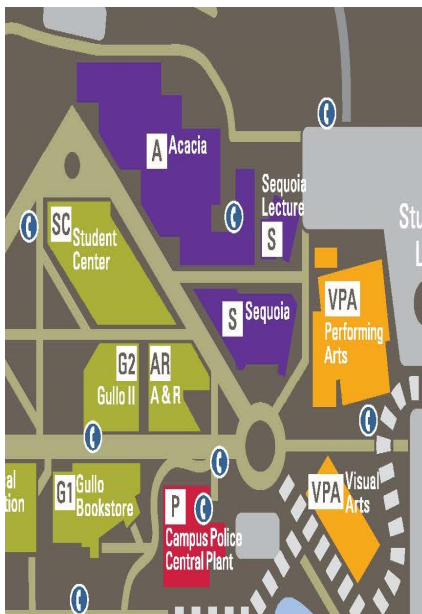 A Acacia
Sequoia
Lecture
S
SC Student
Center
S Sequoia
VPA
Performing
Arts
G2
Gullo II
AR
A & R
G1 Gullo
Bookstore
P
Campus Police
Central Plant
VPA Visual
Arts